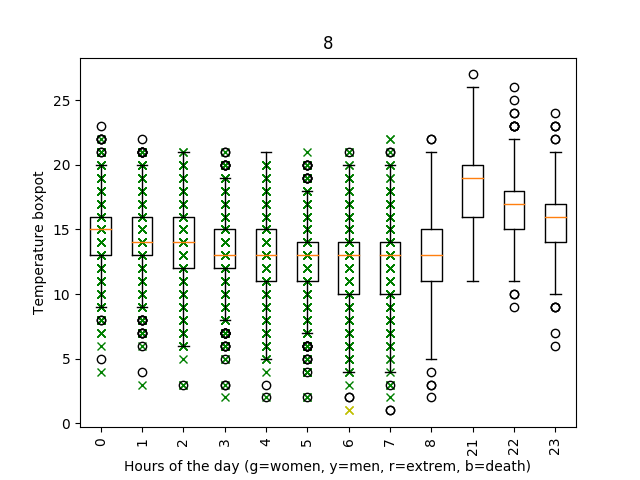 8
Temperature boxpot
25
20
15
10
5
0
0 1 2 3 4 5 6 7 8 21 22 23
Hours of the day (g=women, y=men, r=extrem, b=death)